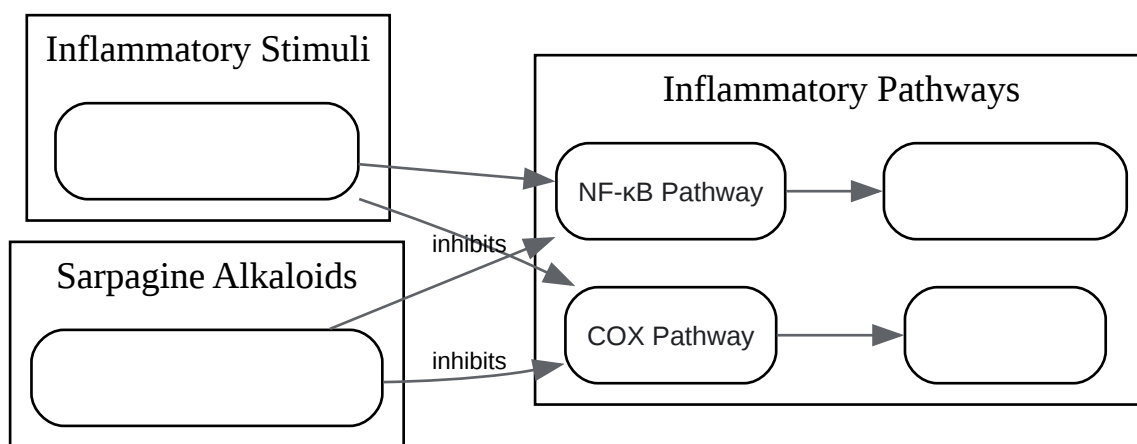 Inflammatory Stimuli
Inflammatory Pathways
NF-κB Pathway
inhibits
Sarpagine Alkaloids
COX Pathway
inhibits